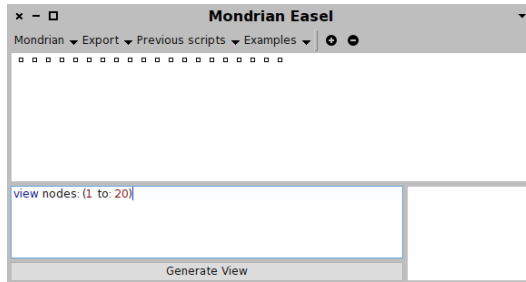 Mondrian Easel
Mondrian Export Previous scripts Examples
view nodes: (1 to: 20)
Generate View